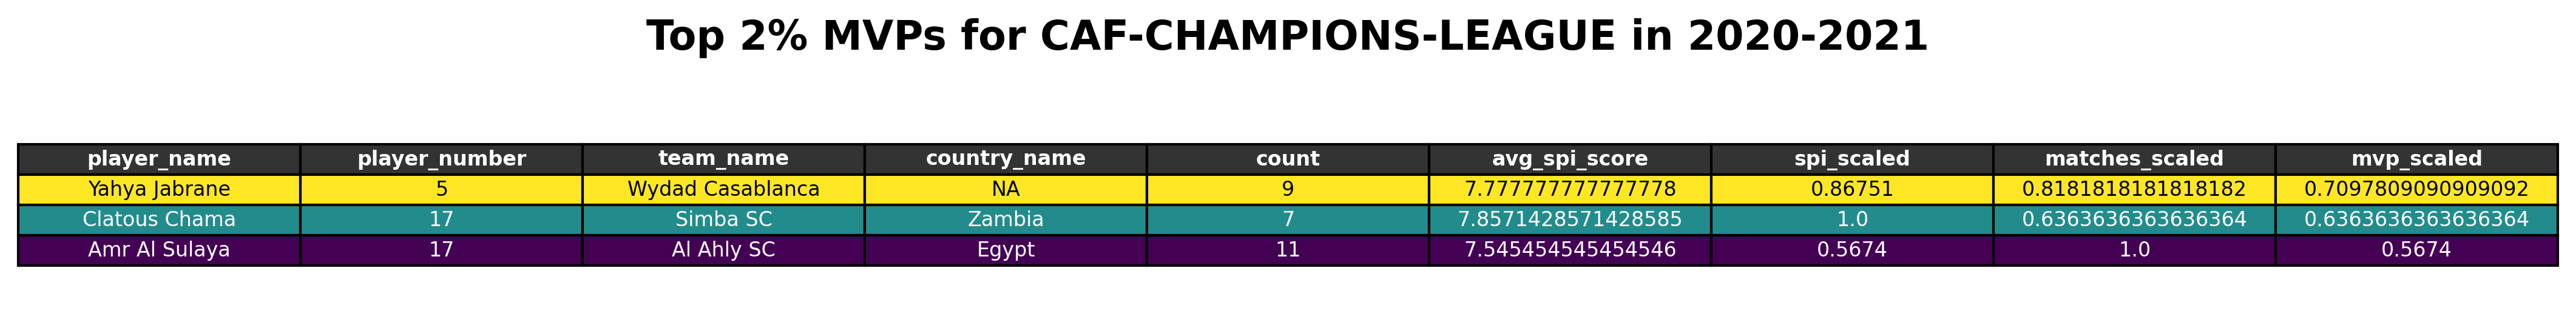 Top 2% MVPs for CAF-CHAMPIONS-LEAGUE in 2020-2021
player_name player_number team_name country_name count avg_spi_score spi_scaled matches_scaled mvp_scaled
Yahya Jabrane 5 Wydad Casablanca NA 9 7.777777777777778 0.86751 0.8181818181818182 0.7097809090909092
Clatous Chama 17 Simba SC Zambia 7 7.8571428571428585 1.0 0.6363636363636364 0.6363636363636364
Amr Al Sulaya 17 Al Ahly SC Egypt 11 7.545454545454546 0.5674 1.0 0.5674